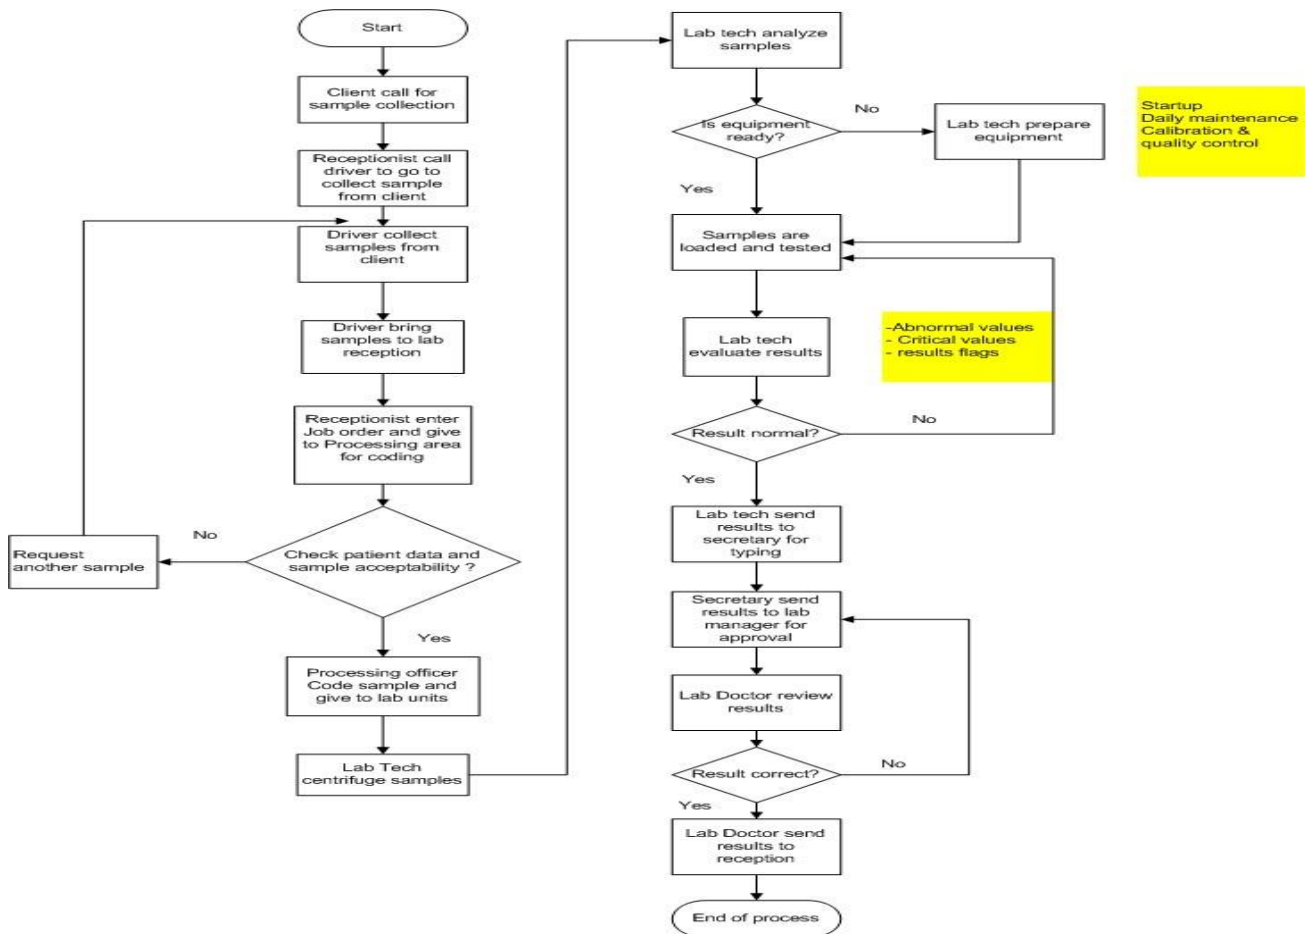 Start
Client call for
sample collection
Receptionist call
driver to go to
collect sample
from client
Driver collect
samples from
client
Driver bring
samples to lab
reception
Receptionist enter
Job order and give
to Processing area
for coding
Check patient data and
sample acceptability ?
No
Request
another sample
Yes
Processing officer
Code sample and
give to lab units
Lab Tech
centrifuge samples
Lab tech analyze
samples
Is equipment
ready?
No
Lab tech prepare
equipment
Startup
Daily maintenance
Calibration &
quality control
Yes
Samples are
loaded and tested
Lab tech
evaluate results
-Abnormal values
- Critical values
- results flags
Result normal?
No
Yes
Lab tech send
results to
secretary for
typing
Secretary send
results to lab
manager for
approval
Lab Doctor review
results
Result correct?
No
Yes
Lab Doctor send
results to
reception
End of process